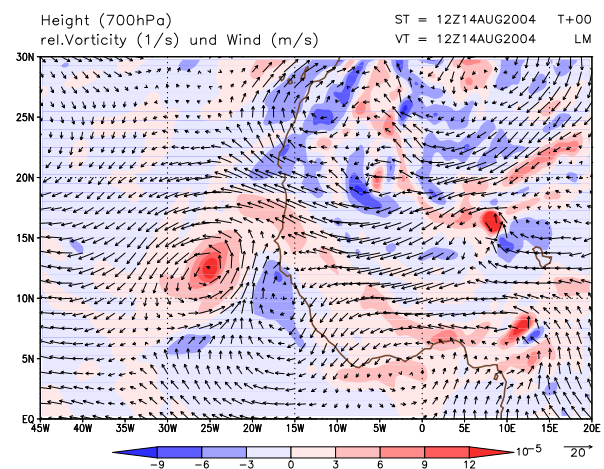 Height (700hPa) ST = 12Z14AUG2004 T+00
rel.Vorticity (1/s) und Wind (m/s) VT = 12Z14AUG2004 LM
30N
25N
20N
15N
10N
5N
EQ
45W 40W 35W 30W 25W 20W 15W 10W 5W 0 5E 10E 15E 20E
-9 -6 -3 0 3 6 9 12 10^-5 20